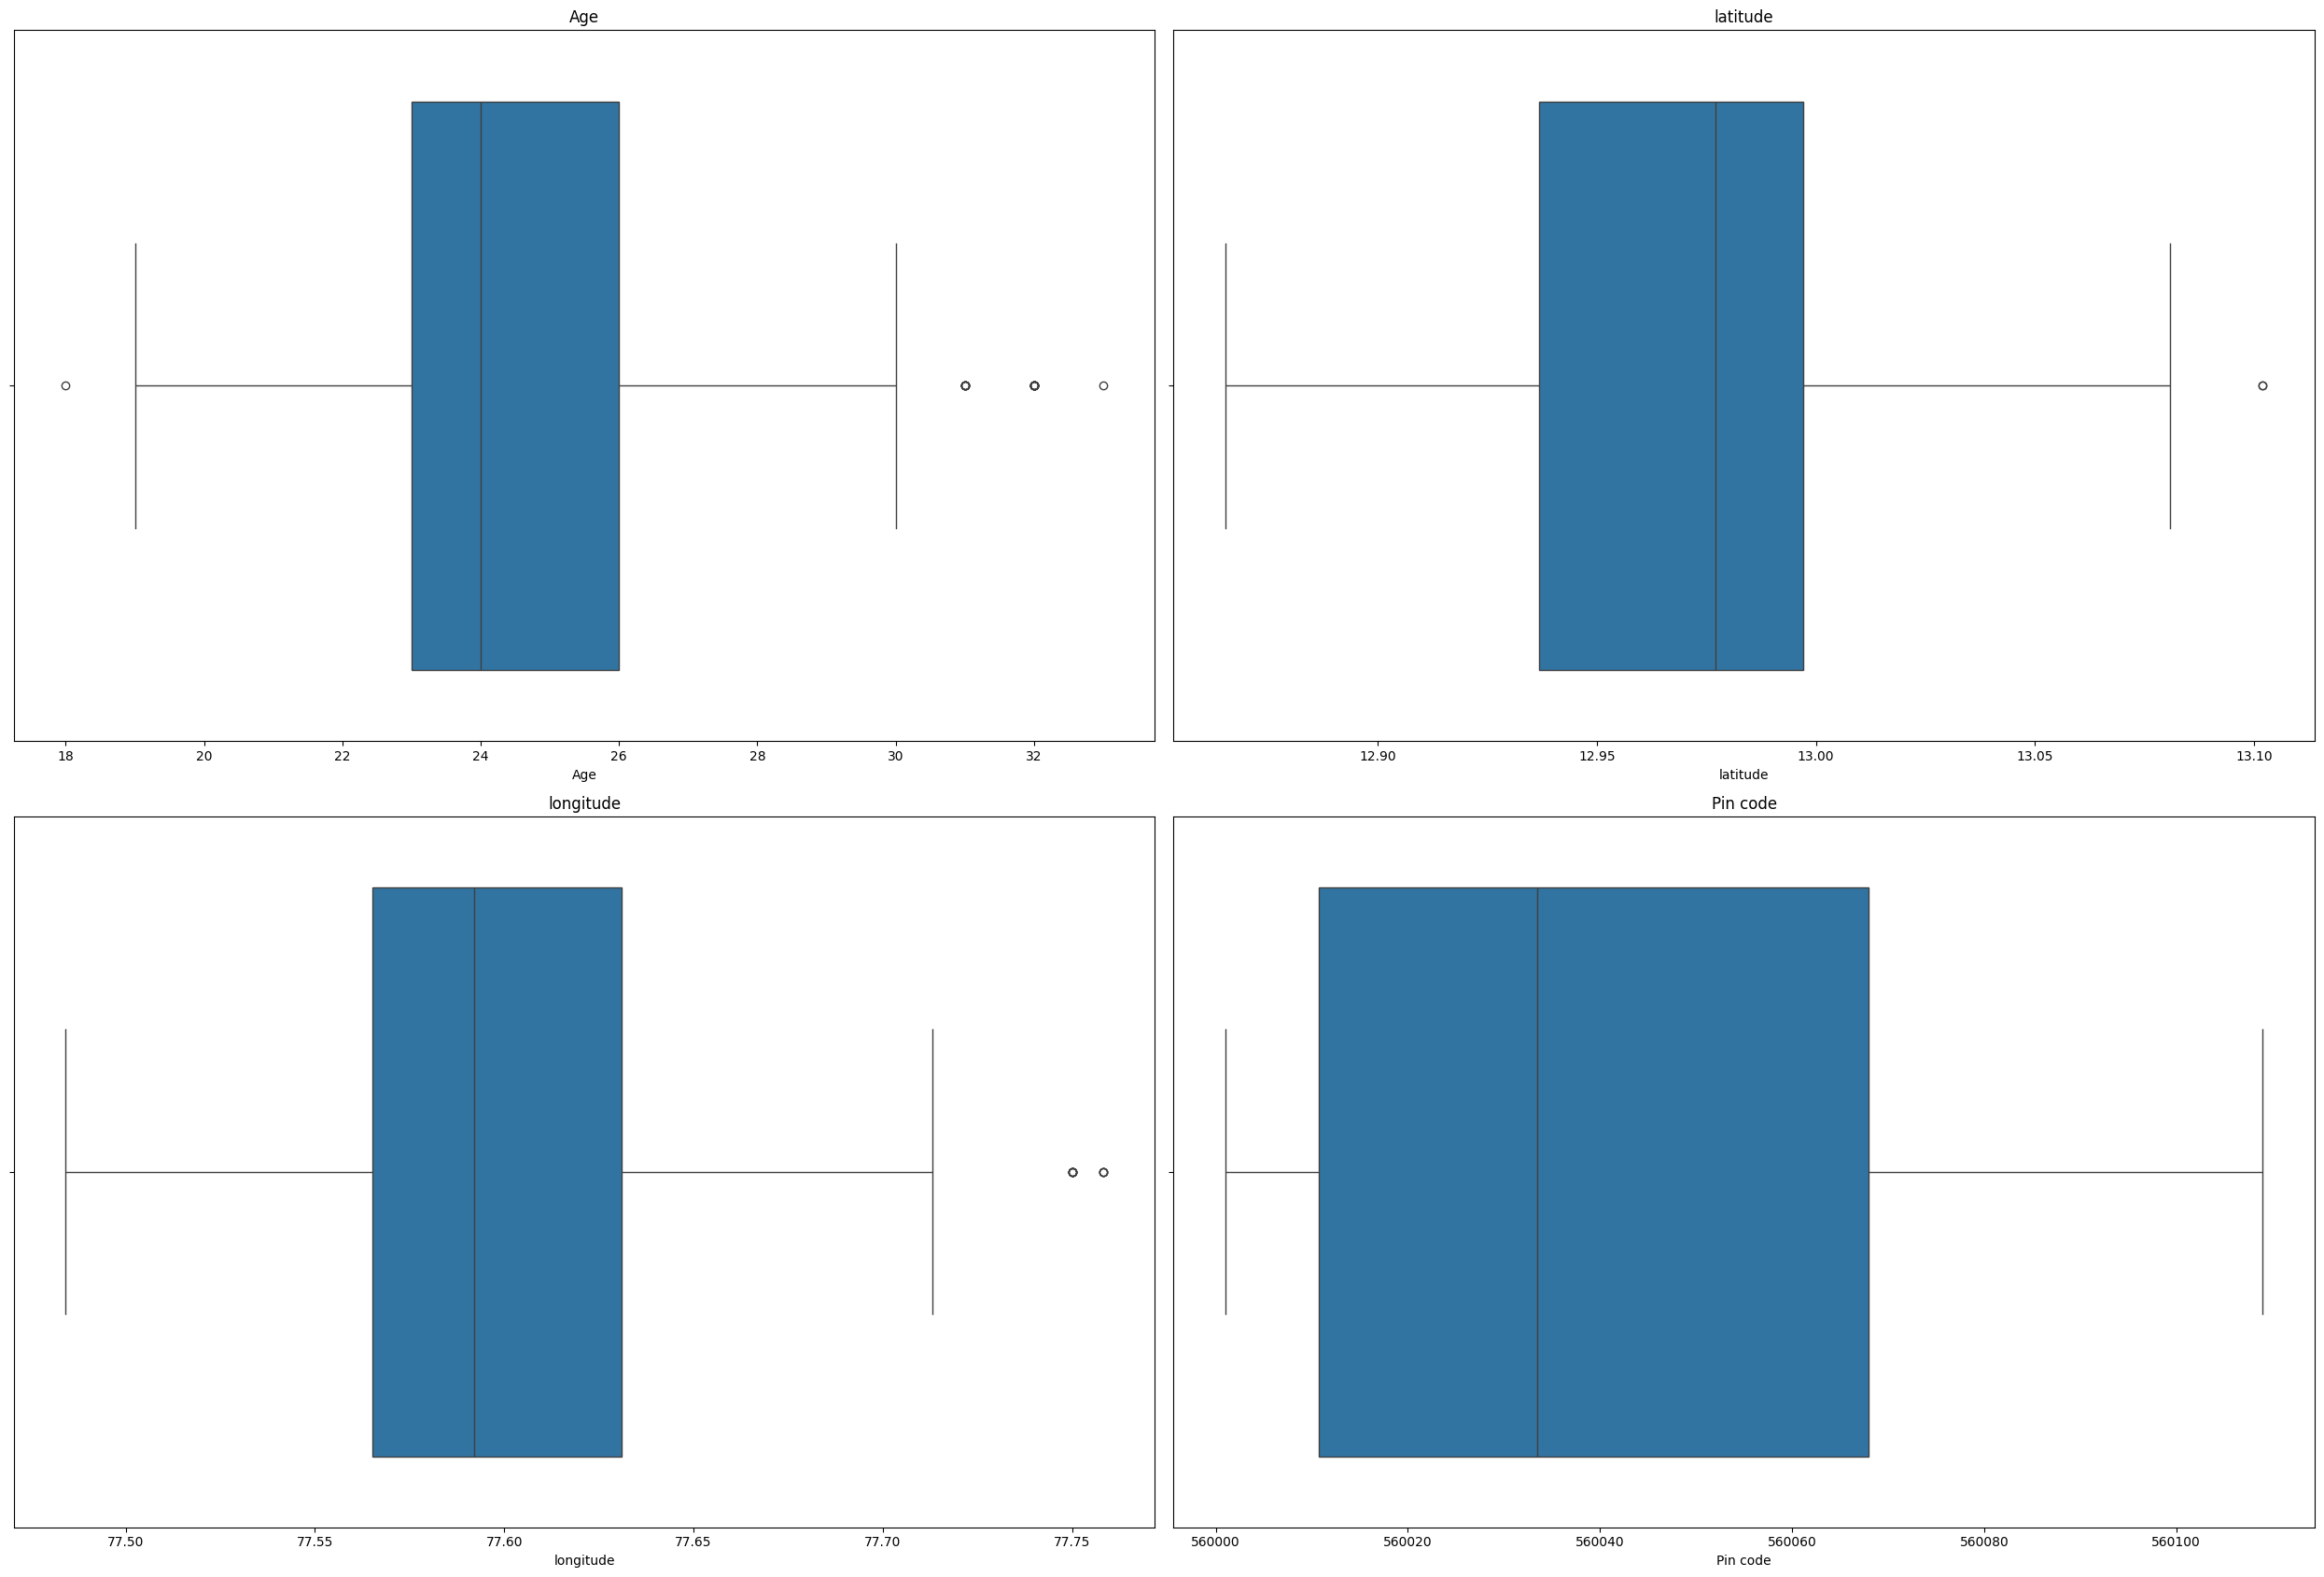 Age
latitude
18 20 22 24 26 28 30 32
12.90 12.95 13.00 13.05 13.10
Age
latitude
longitude
Pin code
77.50 77.55 77.60 77.65 77.70 77.75
560000 560020 560040 560060 560080 560100
longitude
Pin code